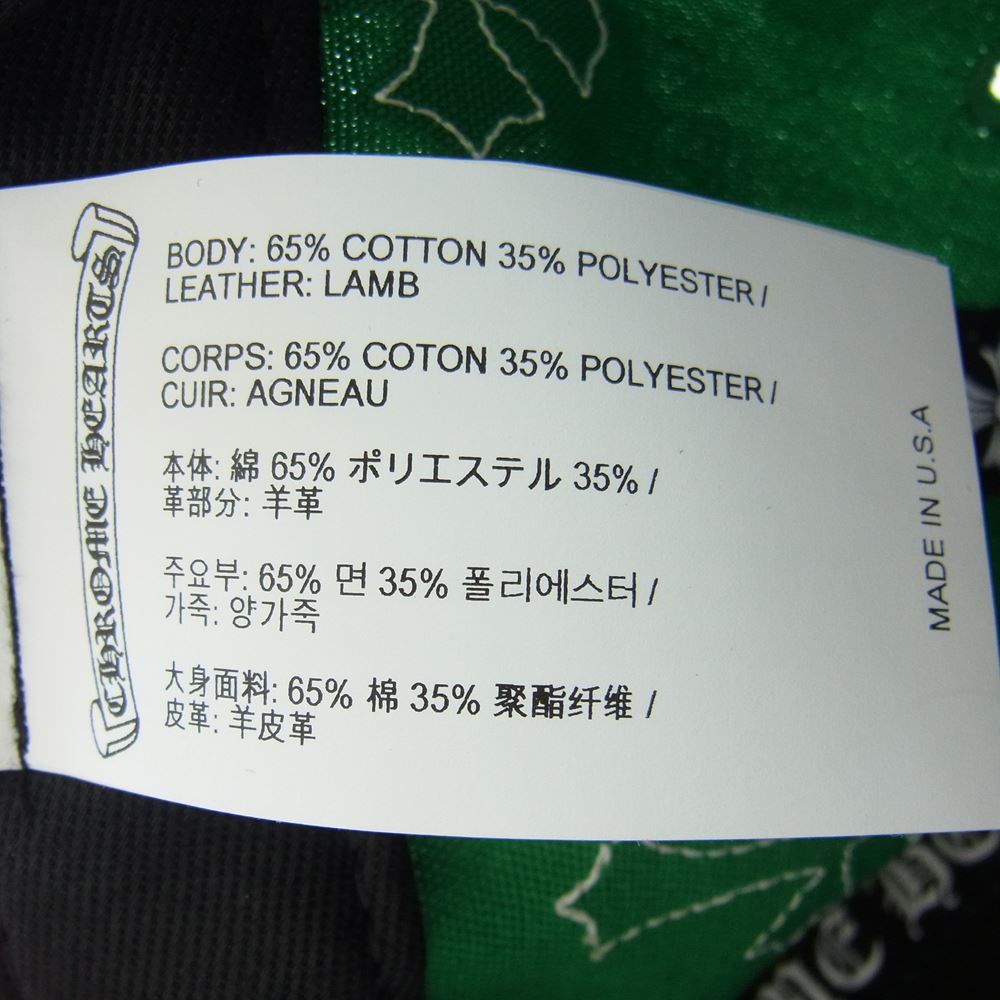 CHROME HEARTS
BODY: 65% COTTON 35% POLYESTER /
LEATHER: LAMB
CORPS: 65% COTON 35% POLYESTER /
CUIR: AGNEAU
本体: 綿 65% ポリエステル 35% /
革部分: 羊革
주요부: 65% 면 35% 폴리에스터 /
가죽: 양가죽
大身面料: 65% 棉 35% 聚酯纤维 /
皮革: 羊皮革
MADE IN U.S.A